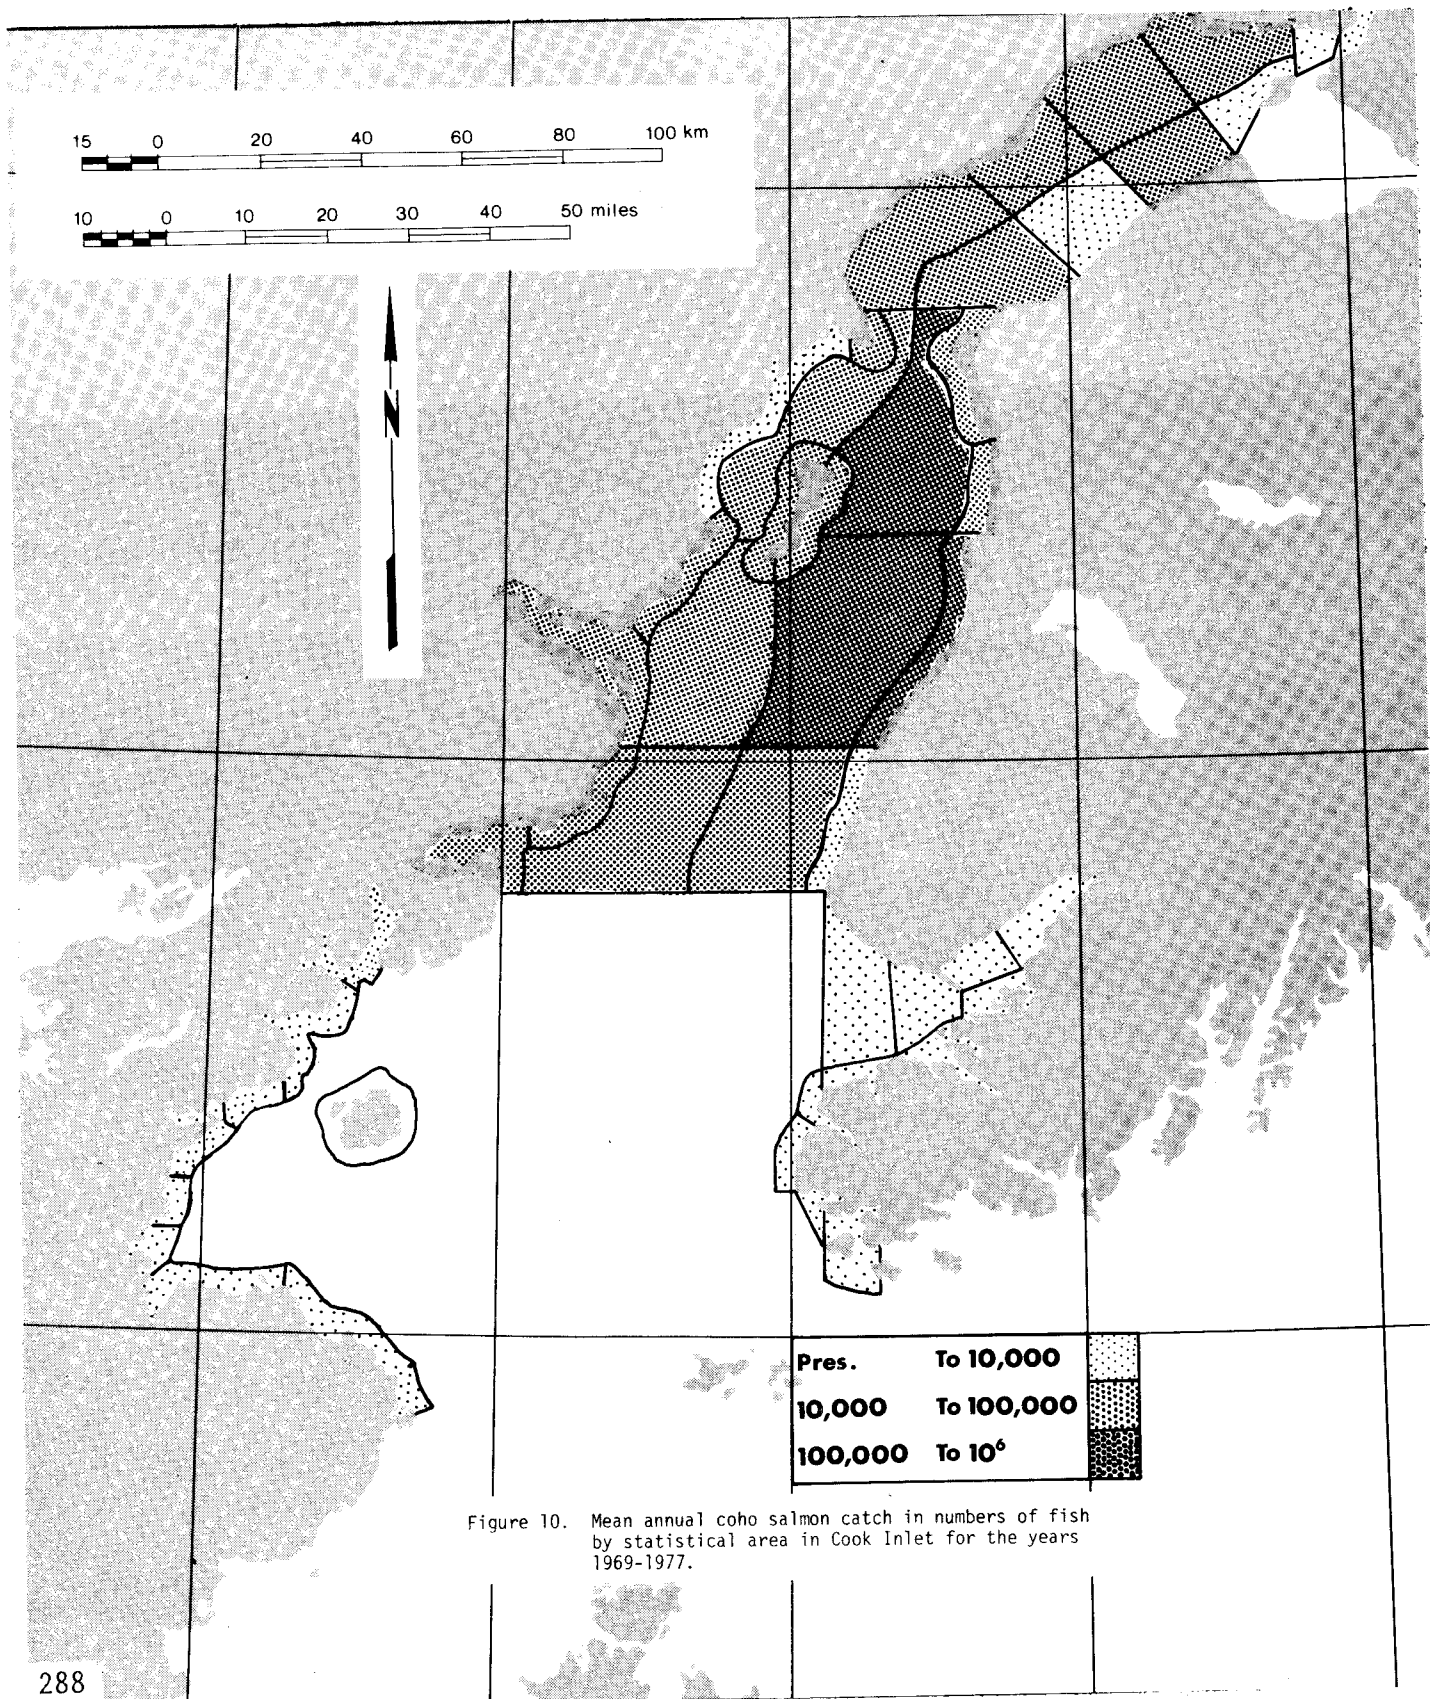 15 0 20 40 60 80 100 km
10 0 10 20 30 40 50 miles
N
Pres. To 10,000
10,000 To 100,000
100,000 To 10⁶
Figure 10. Mean annual coho salmon catch in numbers of fish
by statistical area in Cook Inlet for the years
1969-1977.
288